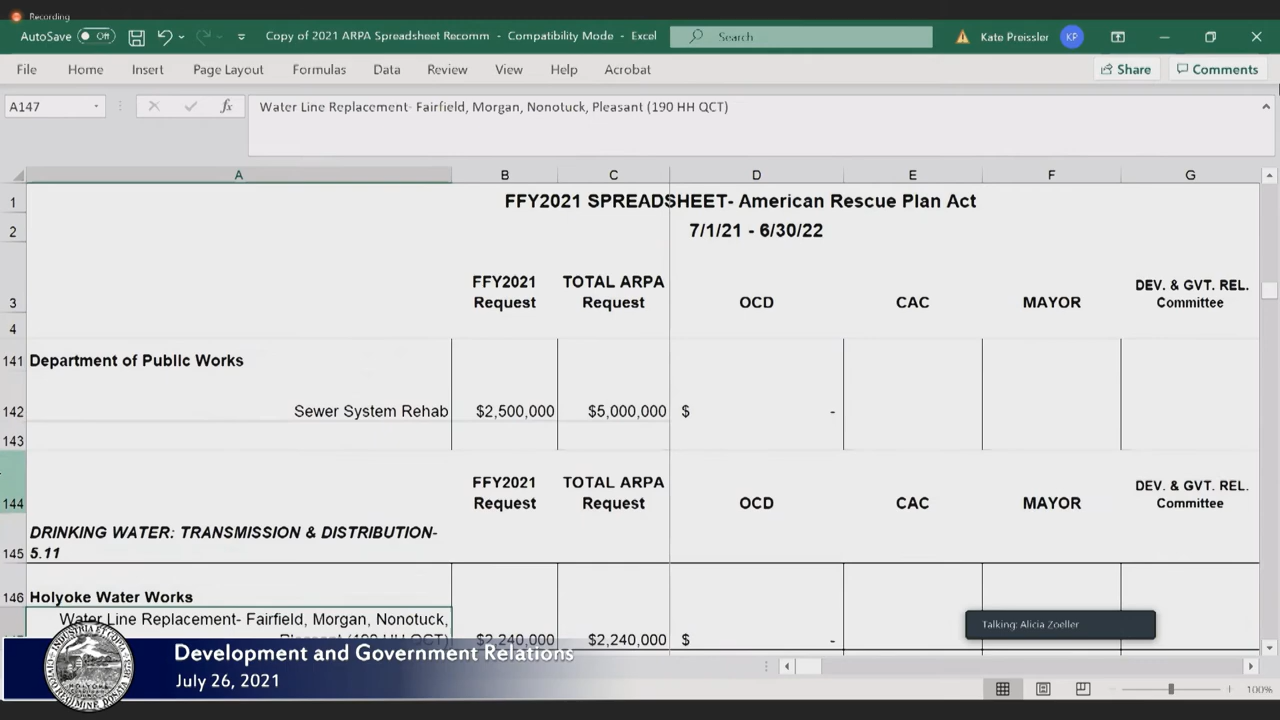 Recording
AutoSave Off Copy of 2021 ARPA Spreadsheet Recomm - Compatibility Mode - Excel Search Kate Preissler KP
File Home Insert Page Layout Formulas Data Review View Help Acrobat Share Comments
A147 fx Water Line Replacement- Fairfield, Morgan, Nonotuck, Pleasant (190 HH QCT)
A B C D E F G
1 FFY2021 SPREADSHEET- American Rescue Plan Act
2 7/1/21 - 6/30/22
FFY2021 TOTAL ARPA DEV. & GVT. REL.
3 Request Request OCD CAC MAYOR Committee
4
141 Department of Public Works
142 Sewer System Rehab $2,500,000 $5,000,000 $ -
143
FFY2021 TOTAL ARPA DEV. & GVT. REL.
144 Request Request OCD CAC MAYOR Committee
DRINKING WATER: TRANSMISSION & DISTRIBUTION-
145 5.11
146 Holyoke Water Works
Water Line Replacement- Fairfield, Morgan, Nonotuck,
Pleasant (190 HH QCT) $2,240,000 $2,240,000 $ -
Talking: Alicia Zoeller
Development and Government Relations
July 26, 2021
100%